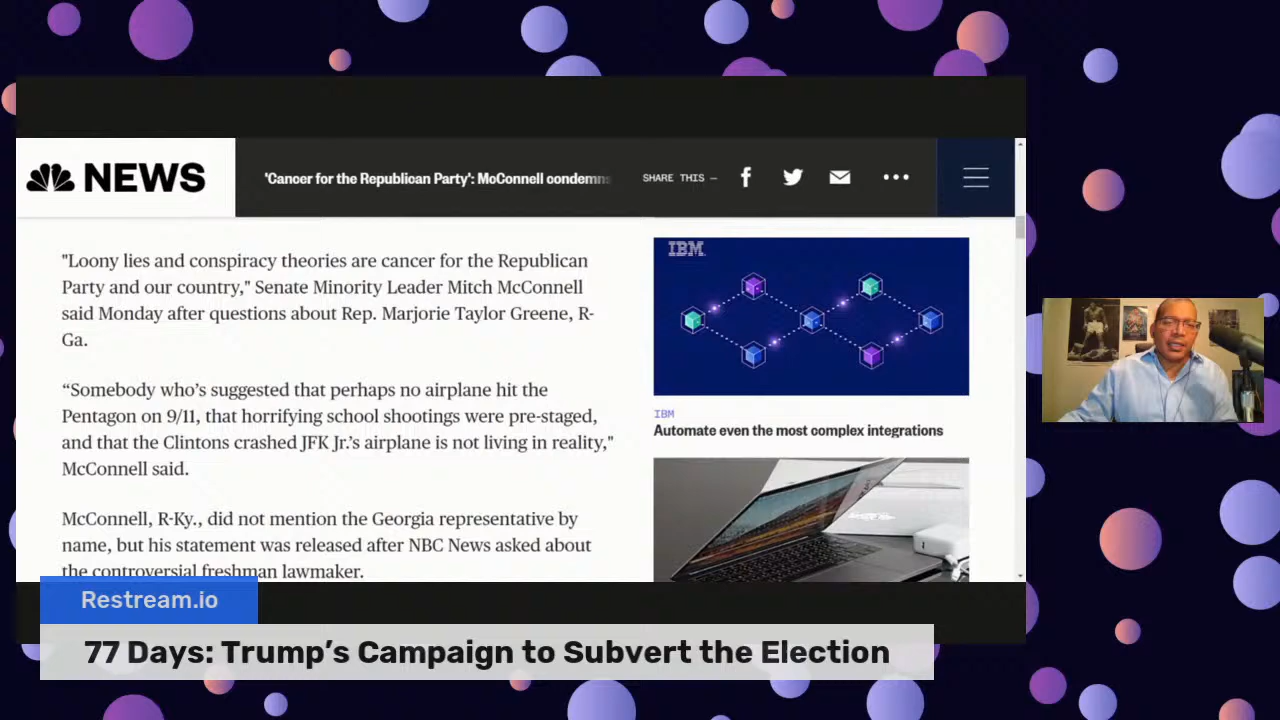 NEWS
'Cancer for the Republican Party': McConnell condemns
SHARE THIS —
"Loony lies and conspiracy theories are cancer for the Republican
Party and our country," Senate Minority Leader Mitch McConnell
said Monday after questions about Rep. Marjorie Taylor Greene, R-
Ga.
“Somebody who’s suggested that perhaps no airplane hit the
Pentagon on 9/11, that horrifying school shootings were pre-staged,
and that the Clintons crashed JFK Jr.’s airplane is not living in reality,"
McConnell said.
McConnell, R-Ky., did not mention the Georgia representative by
name, but his statement was released after NBC News asked about
the controversial freshman lawmaker.
IBM
IBM
Automate even the most complex integrations
Restream.io
77 Days: Trump’s Campaign to Subvert the Election